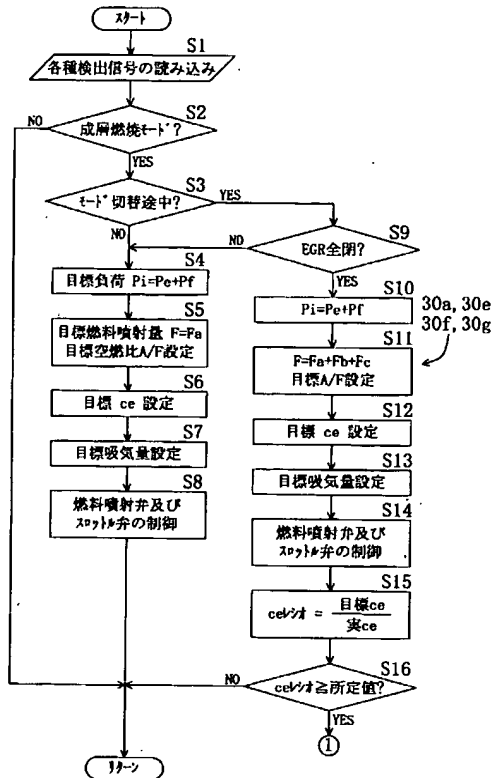 スタート
S1
各種検出信号の読み込み
S2
成層燃焼モード?
NO
YES
S3
モード切替途中?
YES
NO
S9
EGR全閉?
NO
YES
S4
目標負荷 Pi=Pe+Pf
S5
目標燃料噴射量 F=Fa
目標空燃比A/F設定
S6
目標 ce 設定
S7
目標吸気量設定
S8
燃料噴射弁及び
スロットル弁の制御
S10
Pi=Pe+Pf
30a, 30e
30f, 30g
S11
F=Fa+Fb+Fc
目標A/F設定
S12
目標 ce 設定
S13
目標吸気量設定
S14
燃料噴射弁及び
スロットル弁の制御
S15
ceレシオ = 目標ce
実ce
S16
ceレシオ≧所定値?
NO
YES
①
リターン